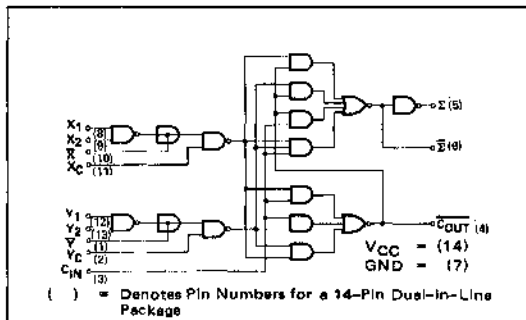 X1
(8)
X2
(9)
X̅
(10)
XC
(11)
Y1
(12)
Y2
(13)
Y̅
(1)
YC
(2)
CIN
(3)
Σ (5)
Σ̅ (6)
C̅O̅U̅T̅ (4)
VCC = (14)
GND = (7)
( ) = Denotes Pin Numbers for a 14-Pin Dual-in-Line
Package